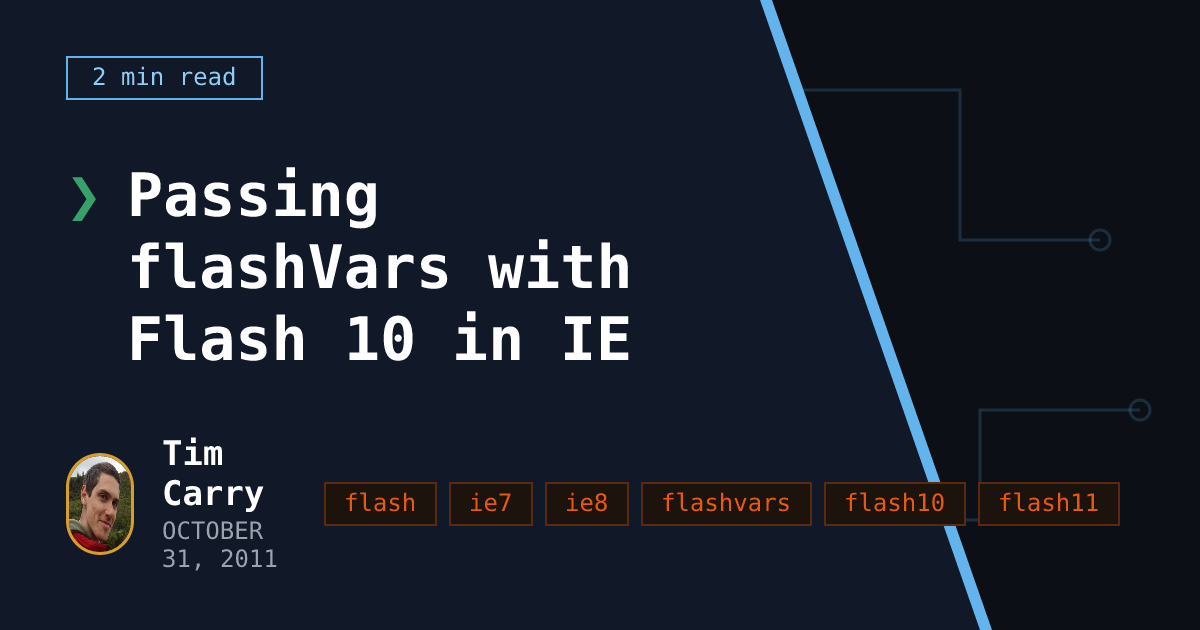 2 min read
❯ Passing
flashVars with
Flash 10 in IE
Tim
Carry
OCTOBER
31, 2011
flash ie7 ie8 flashvars flash10 flash11